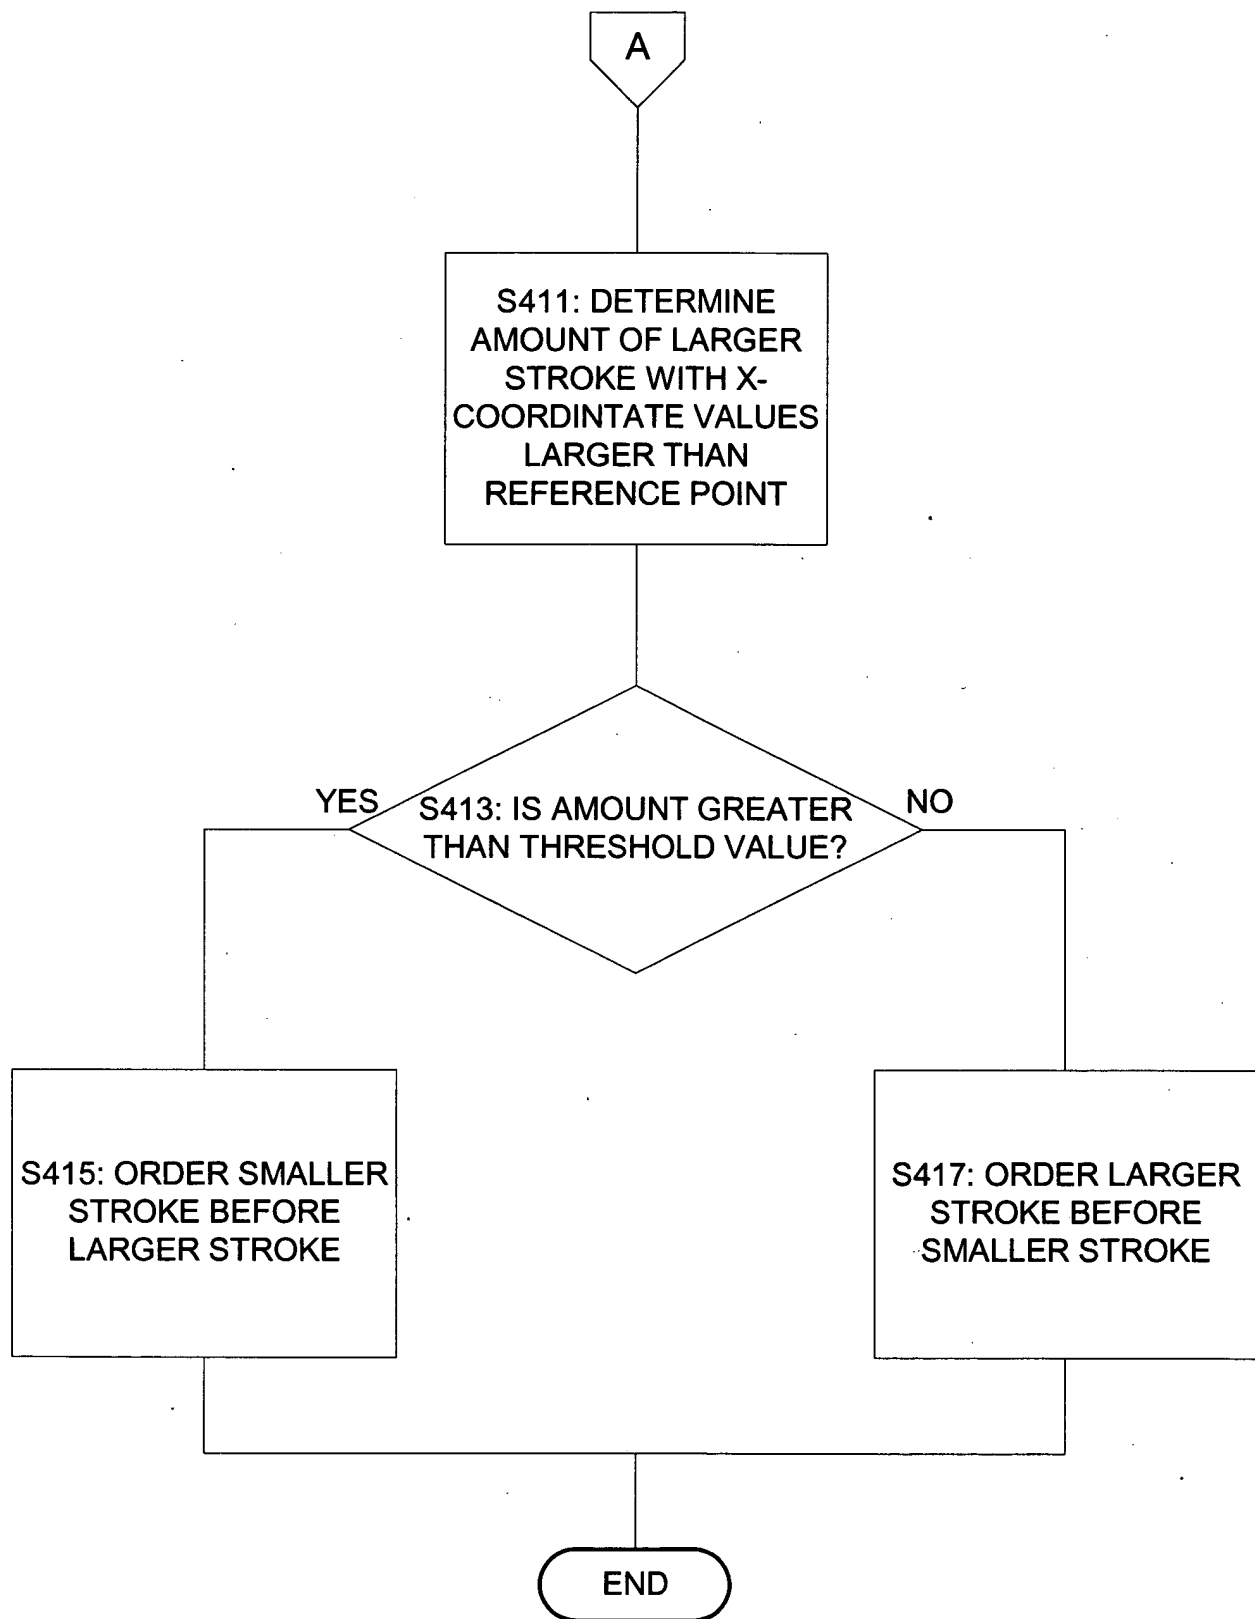 A
S411: DETERMINE
AMOUNT OF LARGER
STROKE WITH X-
COORDINTATE VALUES
LARGER THAN
REFERENCE POINT
YES
S413: IS AMOUNT GREATER
THAN THRESHOLD VALUE?
NO
S415: ORDER SMALLER
STROKE BEFORE
LARGER STROKE
S417: ORDER LARGER
STROKE BEFORE
SMALLER STROKE
END